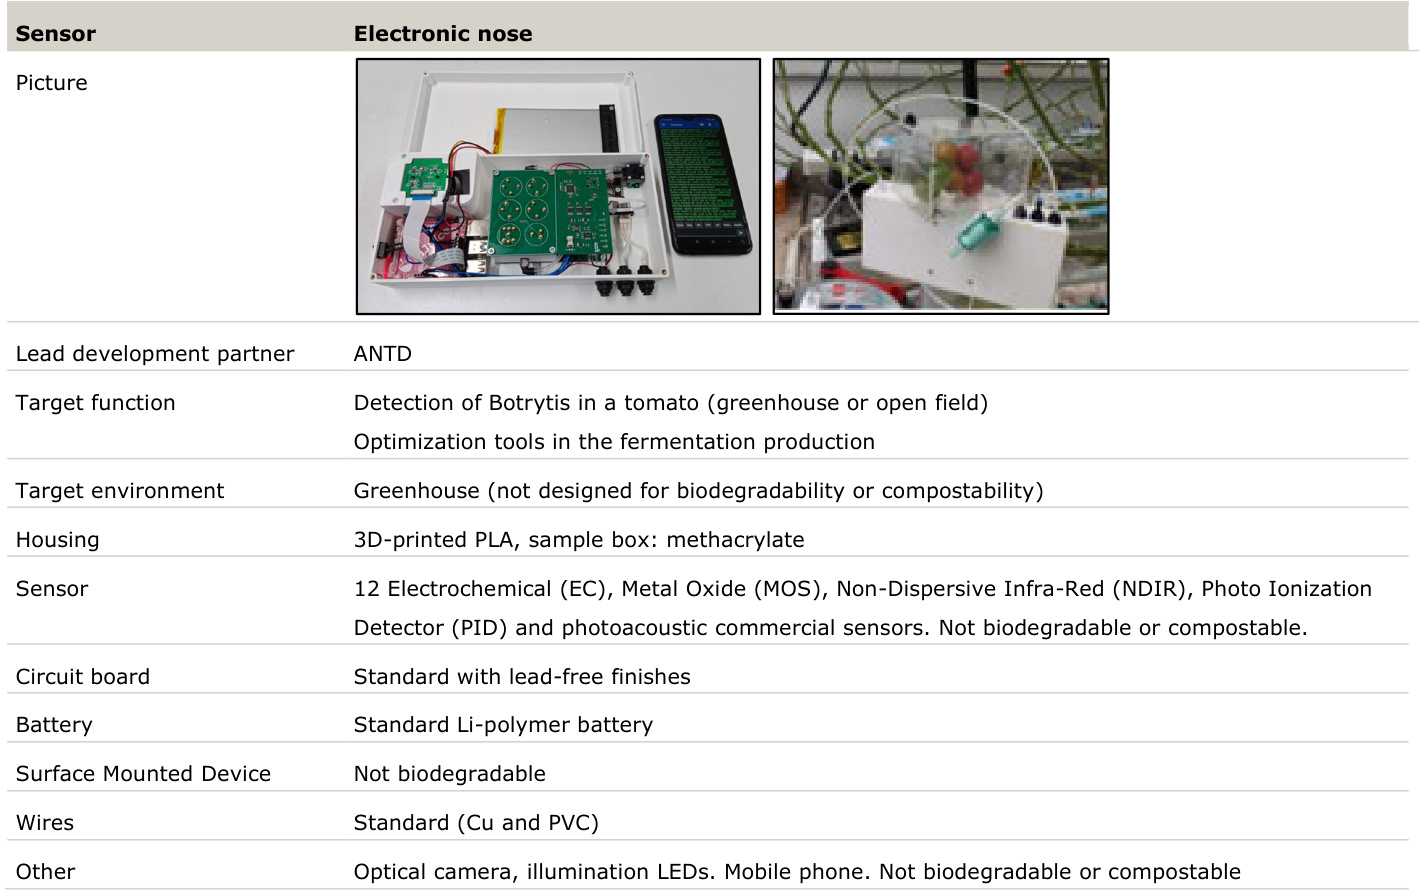 Sensor Electronic nose
Picture
Lead development partner ANTD
Target function Detection of Botrytis in a tomato (greenhouse or open field)
Optimization tools in the fermentation production
Target environment Greenhouse (not designed for biodegradability or compostability)
Housing 3D-printed PLA, sample box: methacrylate
Sensor 12 Electrochemical (EC), Metal Oxide (MOS), Non-Dispersive Infra-Red (NDIR), Photo Ionization
Detector (PID) and photoacoustic commercial sensors. Not biodegradable or compostable.
Circuit board Standard with lead-free finishes
Battery Standard Li-polymer battery
Surface Mounted Device Not biodegradable
Wires Standard (Cu and PVC)
Other Optical camera, illumination LEDs. Mobile phone. Not biodegradable or compostable